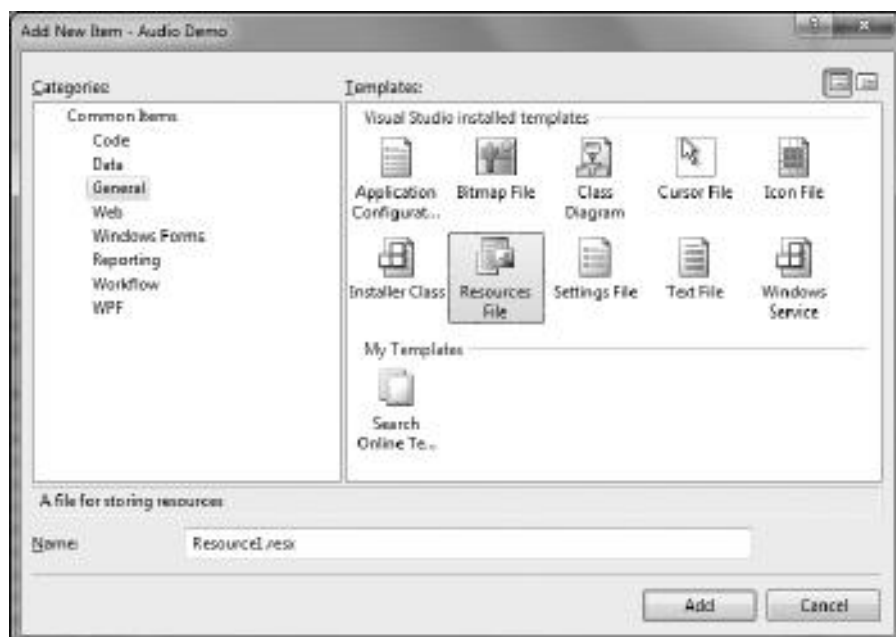 Add New Item - Audio Demo
Categories:
Templates:
Common Items
Code
Data
General
Web
Windows Forms
Reporting
Workflow
WPF
Visual Studio installed templates
Application Configurat...
Bitmap File
Class Diagram
Cursor File
Icon File
Installer Class
Resources File
Settings File
Text File
Windows Service
My Templates
Search Online Te...
A file for storing resources
Name:
Resource1.resx
Add
Cancel